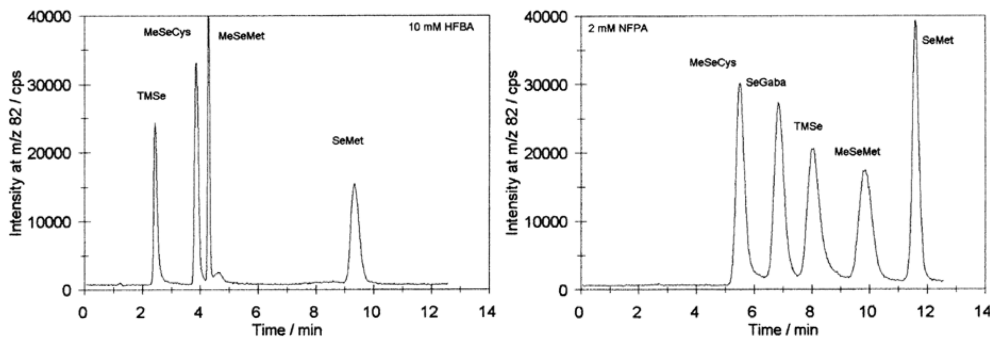 40000
30000
20000
10000
0
Intensity at m/z 82 / cps
10 mM HFBA
MeSeCys
MeSeMet
TMSe
SeMet
0 2 4 6 8 10 12 14
Time / min
40000
30000
20000
10000
0
Intensity at m/z 82 / cps
2 mM NFPA
SeMet
MeSeCys
SeGaba
TMSe
MeSeMet
0 2 4 6 8 10 12 14
Time / min